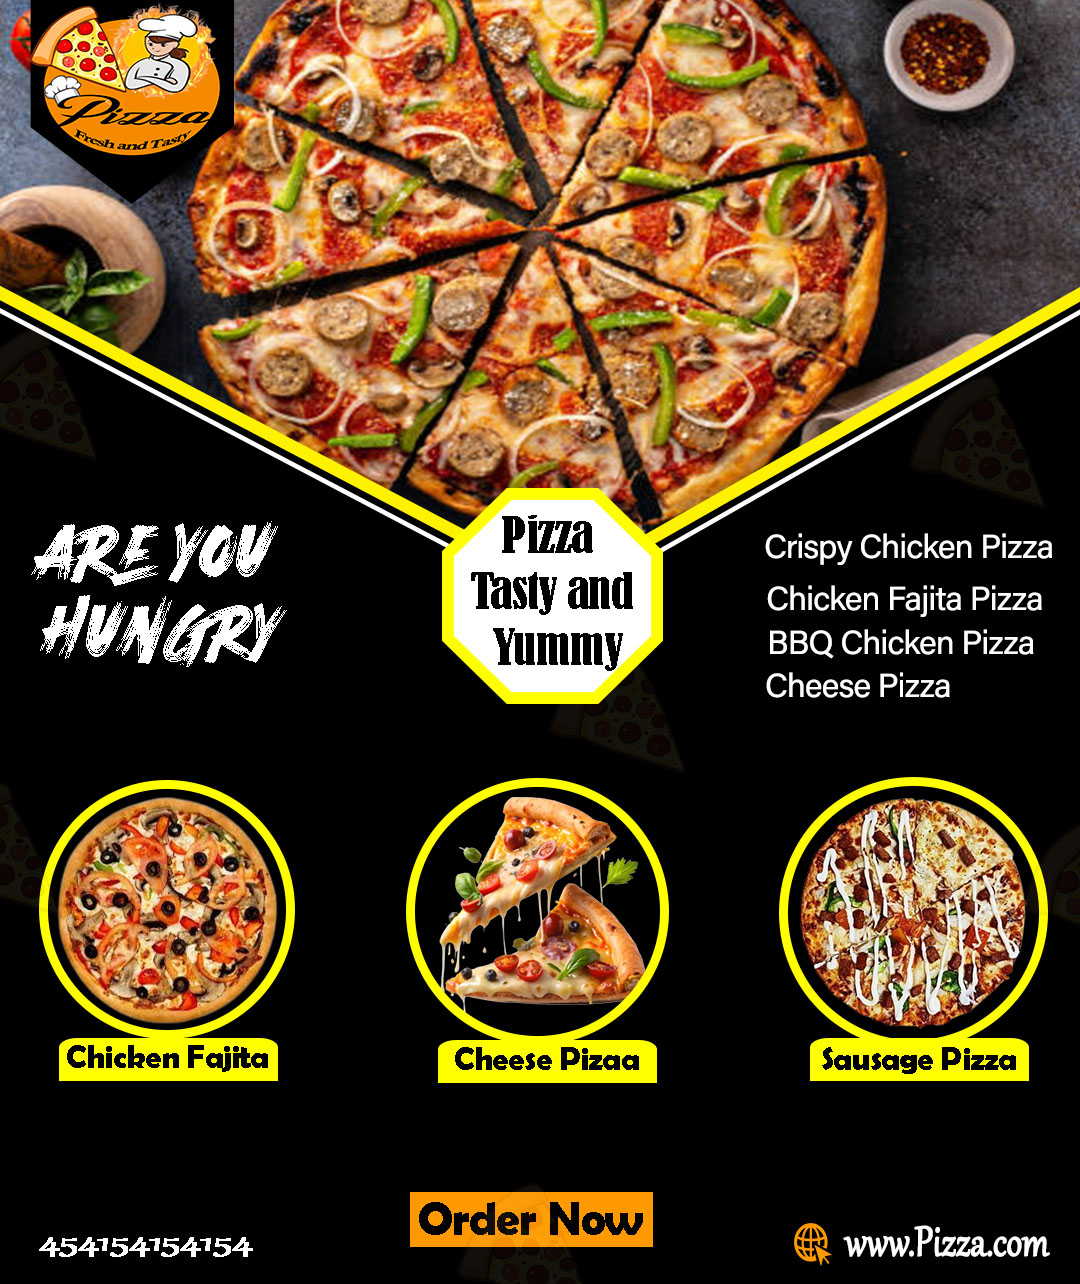 Pizza
Fresh and Tasty
ARE YOU
HUNGRY
Pizza
Tasty and
Yummy
Crispy Chicken Pizza
Chicken Fajita Pizza
BBQ Chicken Pizza
Cheese Pizza
Chicken Fajita
Cheese Pizaa
Sausage Pizza
Order Now
454154154154
www.Pizza.com